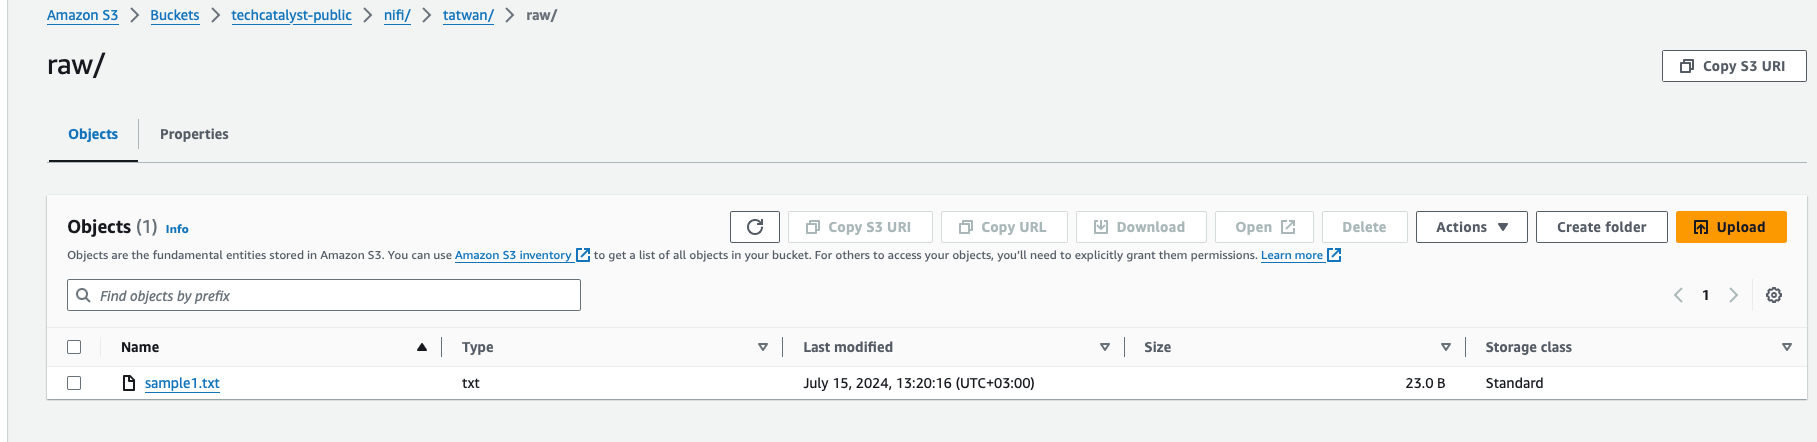 Amazon S3 > Buckets > techcatalyst-public > nifi/ > tatwan/ > raw/
raw/
Copy S3 URI
Objects Properties
Objects (1) Info
Copy S3 URI Copy URL Download Open Delete Actions Create folder Upload
Objects are the fundamental entities stored in Amazon S3. You can use Amazon S3 inventory to get a list of all objects in your bucket. For others to access your objects, you'll need to explicitly grant them permissions. Learn more
Find objects by prefix
1
Name Type Last modified Size Storage class
sample1.txt txt July 15, 2024, 13:20:16 (UTC+03:00) 23.0 B Standard